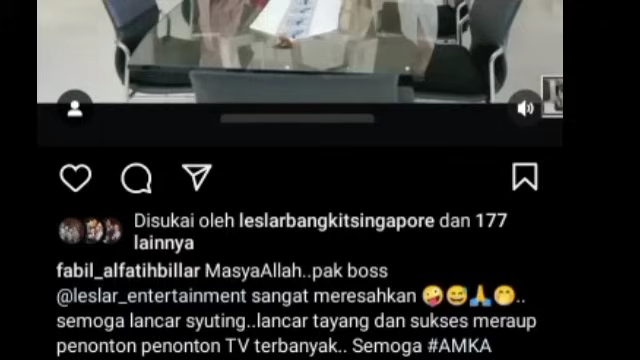 Disukai oleh leslarbangkitsingapore dan 177
lainnya
fabil_alfatihbillar MasyaAllah..pak boss
@leslar_entertainment sangat meresahkan 🤪😅🙏🤭..
semoga lancar syuting..lancar tayang dan sukses meraup
penonton penonton TV terbanyak.. Semoga #AMKA